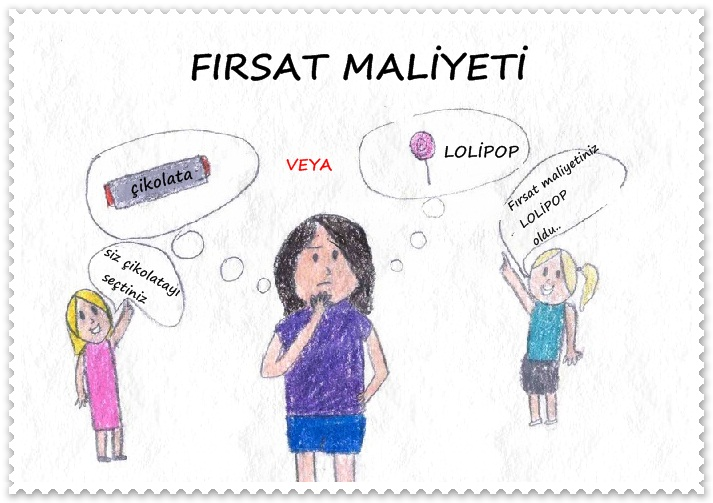 FIRSAT MALİYETİ
çikolata
VEYA
LOLİPOP
siz çikolatayı
seçtiniz
Fırsat maliyetiniz
LOLİPOP
oldu..